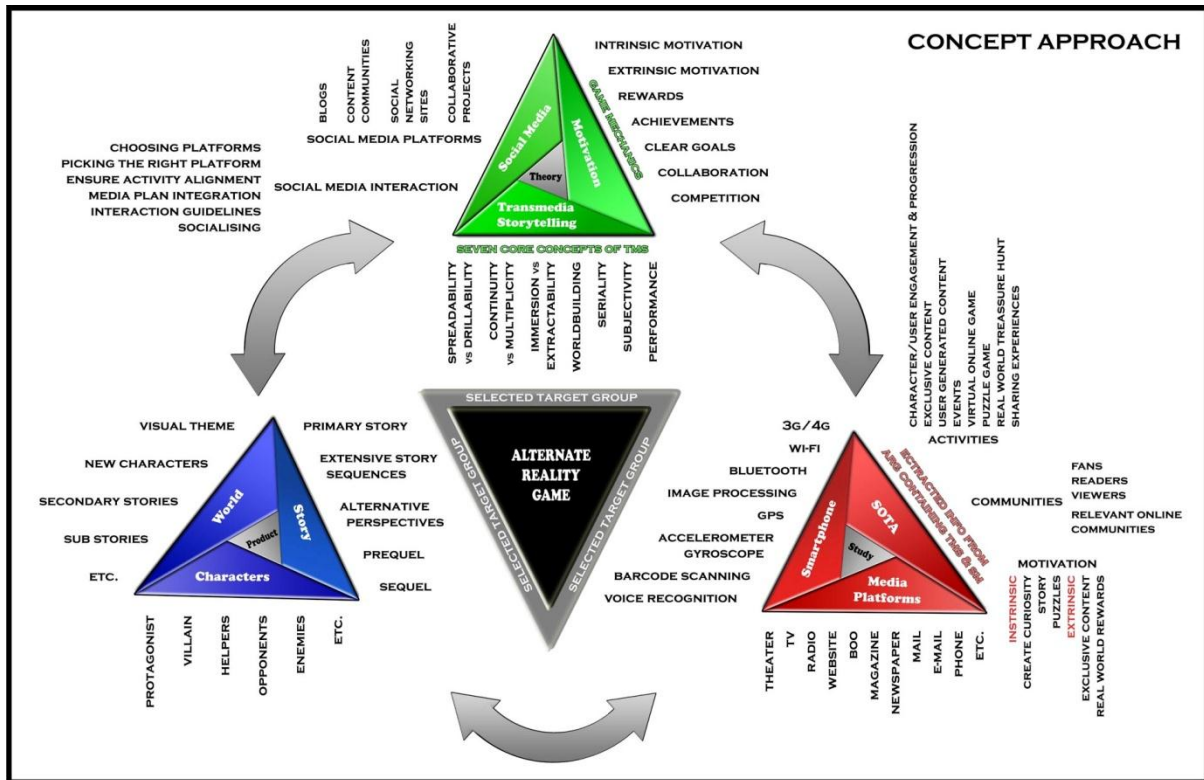 CONCEPT APPROACH
BLOGS
CONTENT
COMMUNITIES
SOCIAL
NETWORKING
SITES
COLLABORATIVE
PROJECTS
SOCIAL MEDIA PLATFORMS
SOCIAL MEDIA INTERACTION
CHOOSING PLATFORMS
PICKING THE RIGHT PLATFORM
ENSURE ACTIVITY ALIGNMENT
MEDIA PLAN INTEGRATION
INTERACTION GUIDELINES
SOCIALISING
Social Media
Motivation
Theory
Transmedia
Storytelling
GAME MECHANICS
INTRINSIC MOTIVATION
EXTRINSIC MOTIVATION
REWARDS
ACHIEVEMENTS
CLEAR GOALS
COLLABORATION
COMPETITION
SEVEN CORE CONCEPTS OF TMS
SPREADABILITY
VS DRILLABILITY
CONTINUITY
VS MULTIPLICITY
IMMERSION VS
EXTRACTABILITY
WORLDBUILDING
SERIALITY
SUBJECTIVITY
PERFORMANCE
VISUAL THEME
NEW CHARACTERS
SECONDARY STORIES
SUB STORIES
ETC.
World
Story
Product
Characters
PRIMARY STORY
EXTENSIVE STORY
SEQUENCES
ALTERNATIVE
PERSPECTIVES
PREQUEL
SEQUEL
PROTAGONIST
VILLAIN
HELPERS
OPPONENTS
ENEMIES
ETC.
SELECTED TARGET GROUP
SELECTED TARGET GROUP
SELECTED TARGET GROUP
ALTERNATE
REALITY
GAME
3G/4G
WI-FI
BLUETOOTH
IMAGE PROCESSING
GPS
ACCELEROMETER
GYROSCOPE
BARCODE SCANNING
VOICE RECOGNITION
Smartphone
SOTA
Study
Media
Platforms
ECTRACTED INFO FROM
ARG CONTAINING TMS & SM
CHARACTER/USER ENGAGEMENT & PROGRESSION
EXCLUSIVE CONTENT
USER GENERATED CONTENT
EVENTS
VIRTUAL ONLINE GAME
PUZZLE GAME
REAL WORLD TREASSURE HUNT
SHARING EXPERIENCES
ACTIVITIES
COMMUNITIES
FANS
READERS
VIEWERS
RELEVANT ONLINE
COMMUNITIES
MOTIVATION
INSTRINSIC
CREATE CURIOSITY
STORY
PUZZLES
EXTRINSIC
EXCLUSIVE CONTENT
REAL WORLD REWARDS
THEATER
TV
RADIO
WEBSITE
BOO
MAGAZINE
NEWSPAPER
MAIL
E-MAIL
PHONE
ETC.